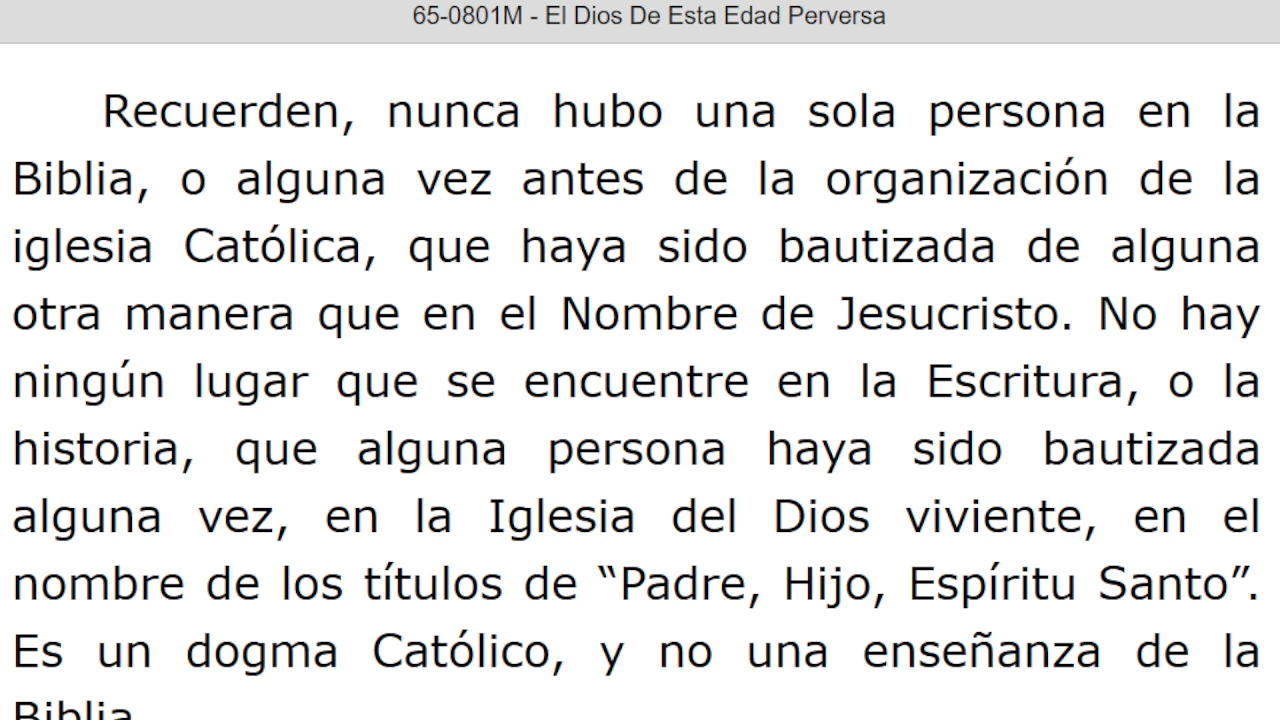 65-0801M - El Dios De Esta Edad Perversa
Recuerden, nunca hubo una sola persona en la
Biblia, o alguna vez antes de la organización de la
iglesia Católica, que haya sido bautizada de alguna
otra manera que en el Nombre de Jesucristo. No hay
ningún lugar que se encuentre en la Escritura, o la
historia, que alguna persona haya sido bautizada
alguna vez, en la Iglesia del Dios viviente, en el
nombre de los títulos de “Padre, Hijo, Espíritu Santo”.
Es un dogma Católico, y no una enseñanza de la
Biblia